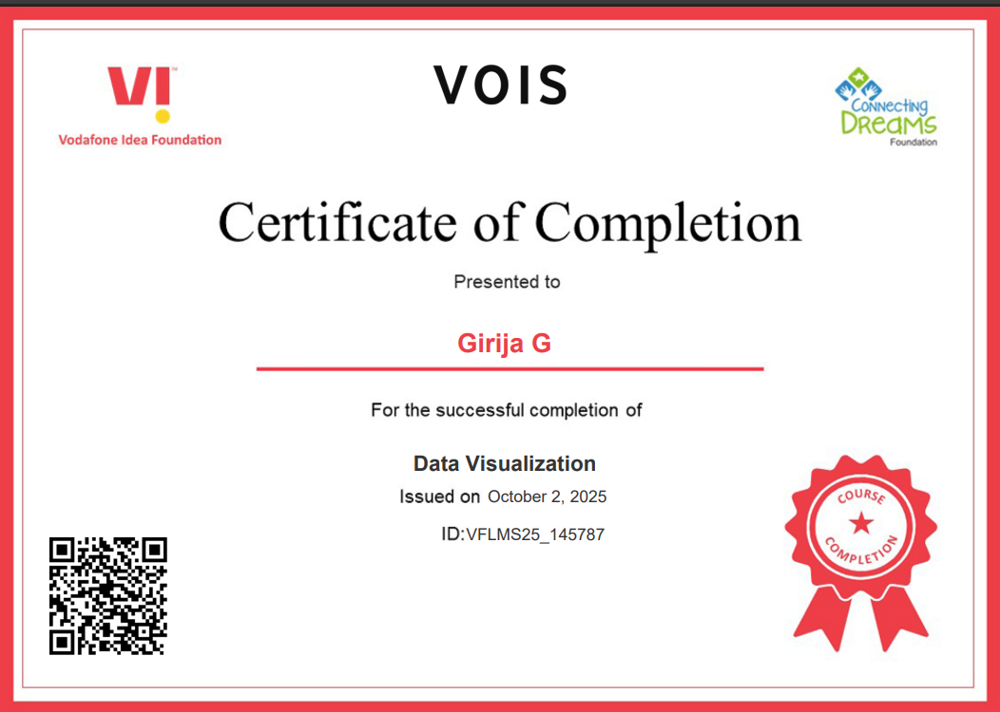 VI™
Vodafone Idea Foundation
VOIS
Connecting
Dreams
Foundation
Certificate of Completion
Presented to
Girija G
For the successful completion of
Data Visualization
Issued on October 2, 2025
ID:VFLMS25_145787
COURSE
COMPLETION